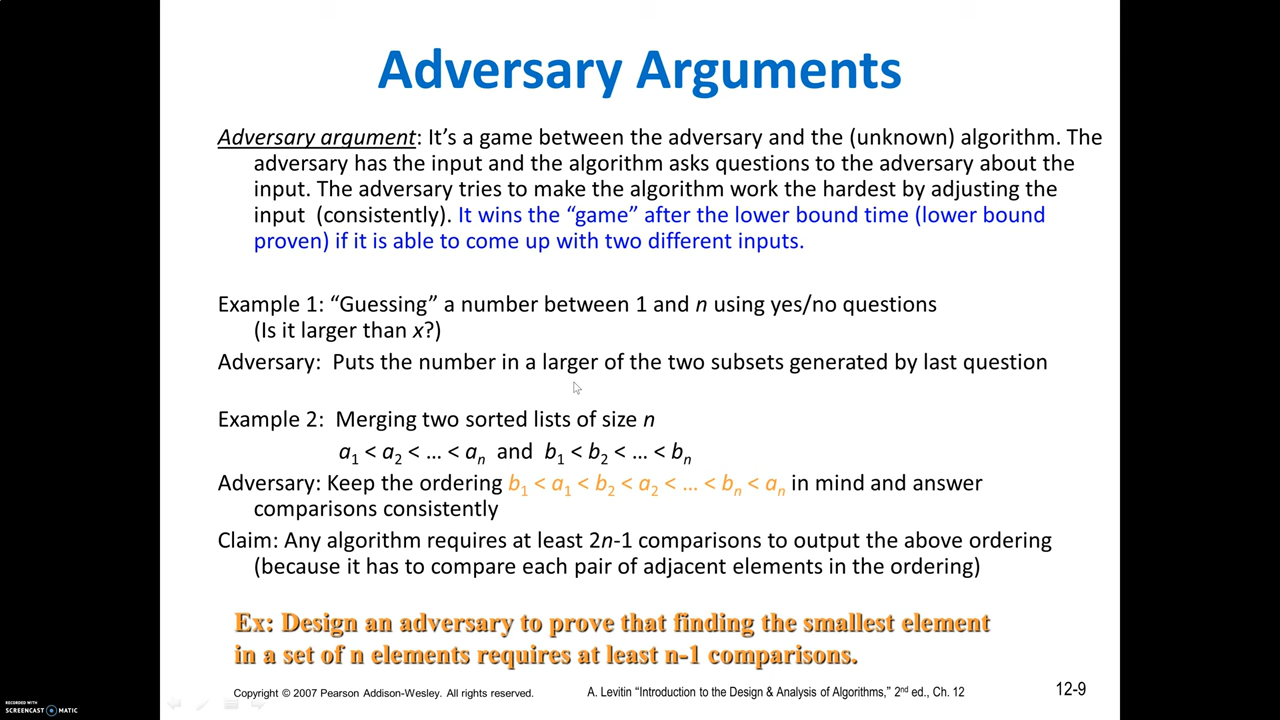 Adversary Arguments
Adversary argument: It’s a game between the adversary and the (unknown) algorithm. The
adversary has the input and the algorithm asks questions to the adversary about the
input. The adversary tries to make the algorithm work the hardest by adjusting the
input (consistently). It wins the “game” after the lower bound time (lower bound
proven) if it is able to come up with two different inputs.
Example 1: “Guessing” a number between 1 and n using yes/no questions
(Is it larger than x?)
Adversary: Puts the number in a larger of the two subsets generated by last question
Example 2: Merging two sorted lists of size n
a1 < a2 < … < an and b1 < b2 < … < bn
Adversary: Keep the ordering b1 < a1 < b2 < a2 < … < bn < an in mind and answer
comparisons consistently
Claim: Any algorithm requires at least 2n-1 comparisons to output the above ordering
(because it has to compare each pair of adjacent elements in the ordering)
Ex: Design an adversary to prove that finding the smallest element
in a set of n elements requires at least n-1 comparisons.
Copyright © 2007 Pearson Addison-Wesley. All rights reserved.
A. Levitin “Introduction to the Design & Analysis of Algorithms,” 2nd ed., Ch. 12
12-9
RECORDED WITH
SCREENCAST MATIC